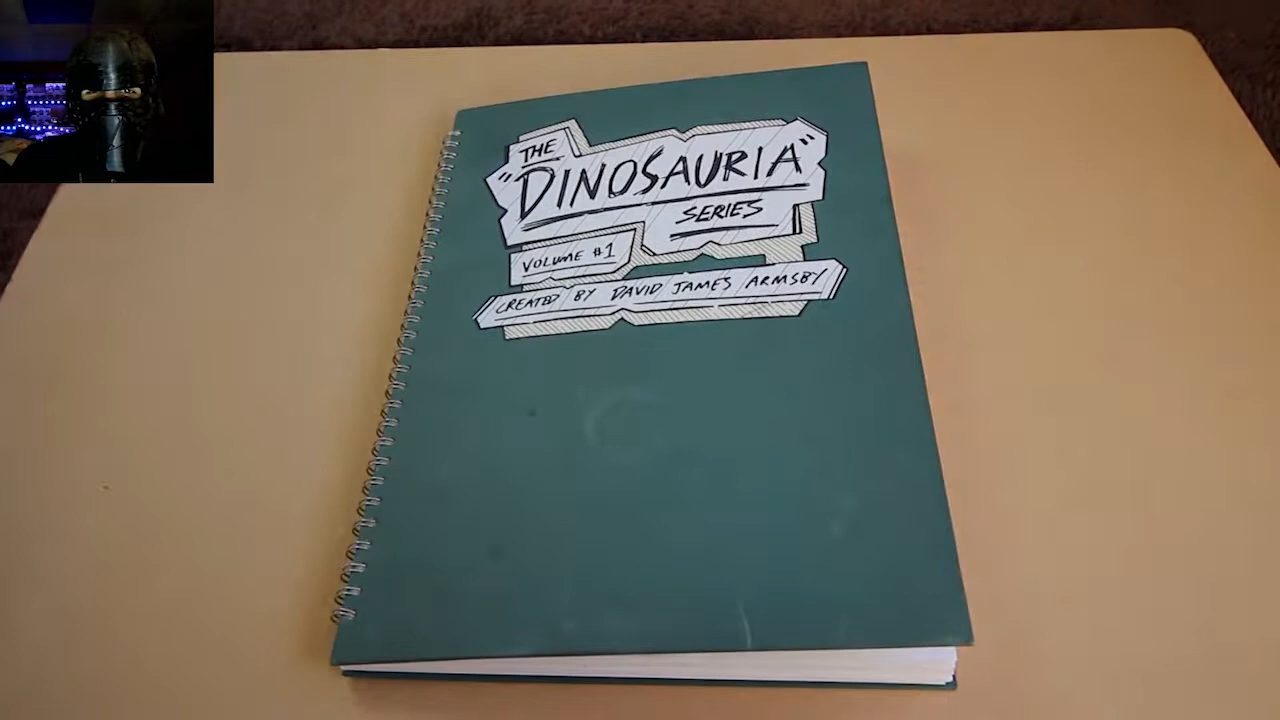 THE
"DINOSAURIA"
SERIES
VOLUME #1
CREATED BY DAVID JAMES ARMSBY